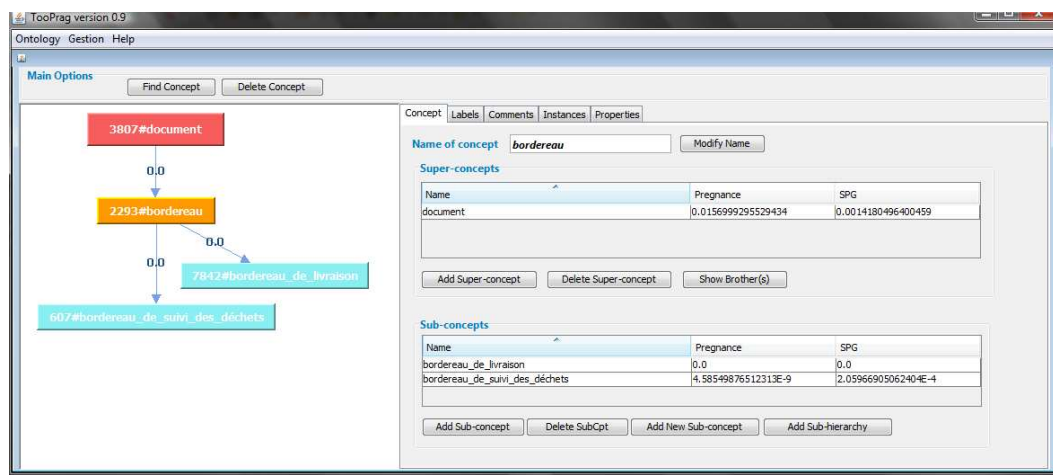 TooPrag version 0.9
Ontology Gestion Help
Main Options
Find Concept Delete Concept
3807#document
0.0
2293#bordereau
0.0
0.0
7842#bordereau_de_livraison
607#bordereau_de_suivi_des_déchets
Concept Labels Comments Instances Properties
Name of concept bordereau Modify Name
Super-concepts
Name Pregnance SPG
document 0.0156999295529434 0.0014180496400459
Add Super-concept Delete Super-concept Show Brother(s)
Sub-concepts
Name Pregnance SPG
bordereau_de_livraison 0.0 0.0
bordereau_de_suivi_des_déchets 4.58549876512313E-9 2.05966905062404E-4
Add Sub-concept Delete SubCpt Add New Sub-concept Add Sub-hierarchy